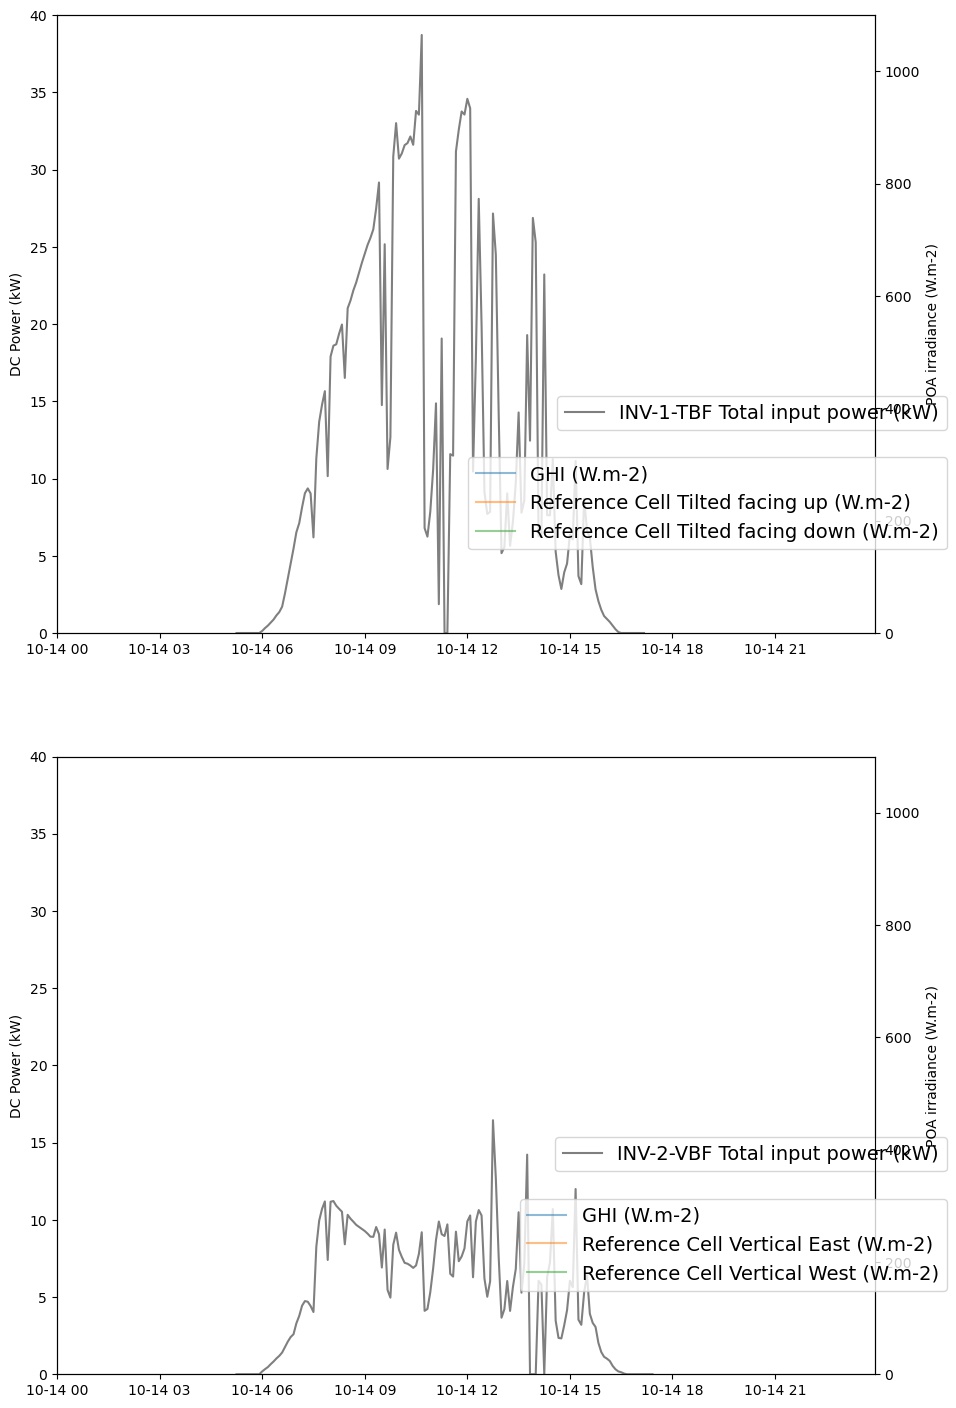 40
35
30
25
20
15
10
5
0
DC Power (kW)
1000
800
600
400
200
0
POA irradiance (W.m-2)
INV-1-TBF Total input power (kW)
GHI (W.m-2)
Reference Cell Tilted facing up (W.m-2)
Reference Cell Tilted facing down (W.m-2)
10-14 00 10-14 03 10-14 06 10-14 09 10-14 12 10-14 15 10-14 18 10-14 21
40
35
30
25
20
15
10
5
0
DC Power (kW)
1000
800
600
400
200
0
POA irradiance (W.m-2)
INV-2-VBF Total input power (kW)
GHI (W.m-2)
Reference Cell Vertical East (W.m-2)
Reference Cell Vertical West (W.m-2)
10-14 00 10-14 03 10-14 06 10-14 09 10-14 12 10-14 15 10-14 18 10-14 21